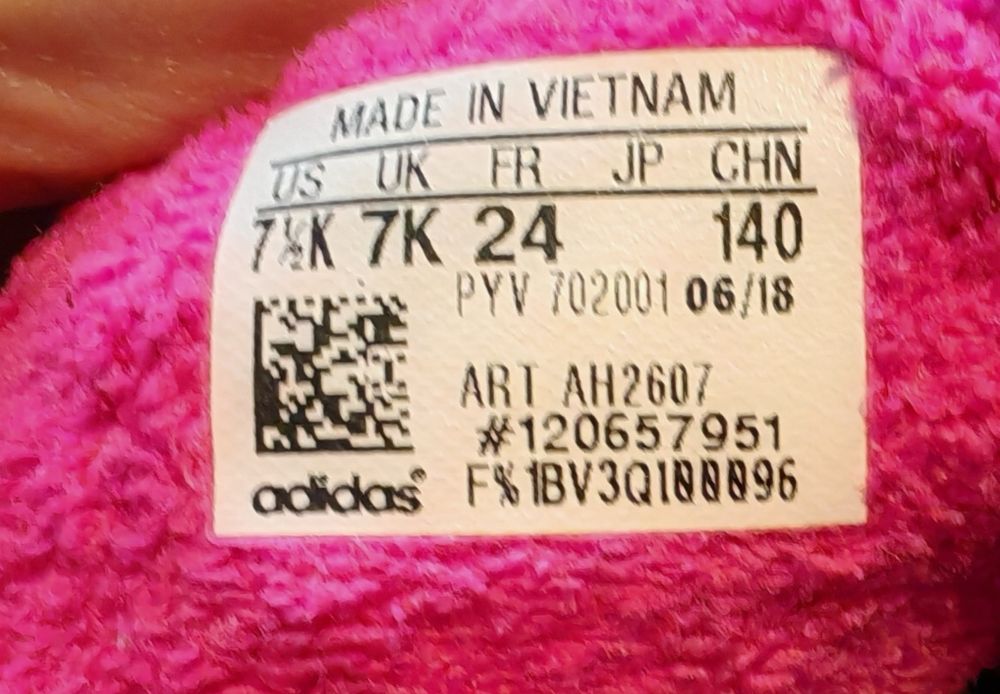 MADE IN VIETNAM
US UK FR JP CHN
7½K 7K 24 140
PYV 702001 06/18
ART AH2607
#120657951
adidas® F%1BV3Q100096